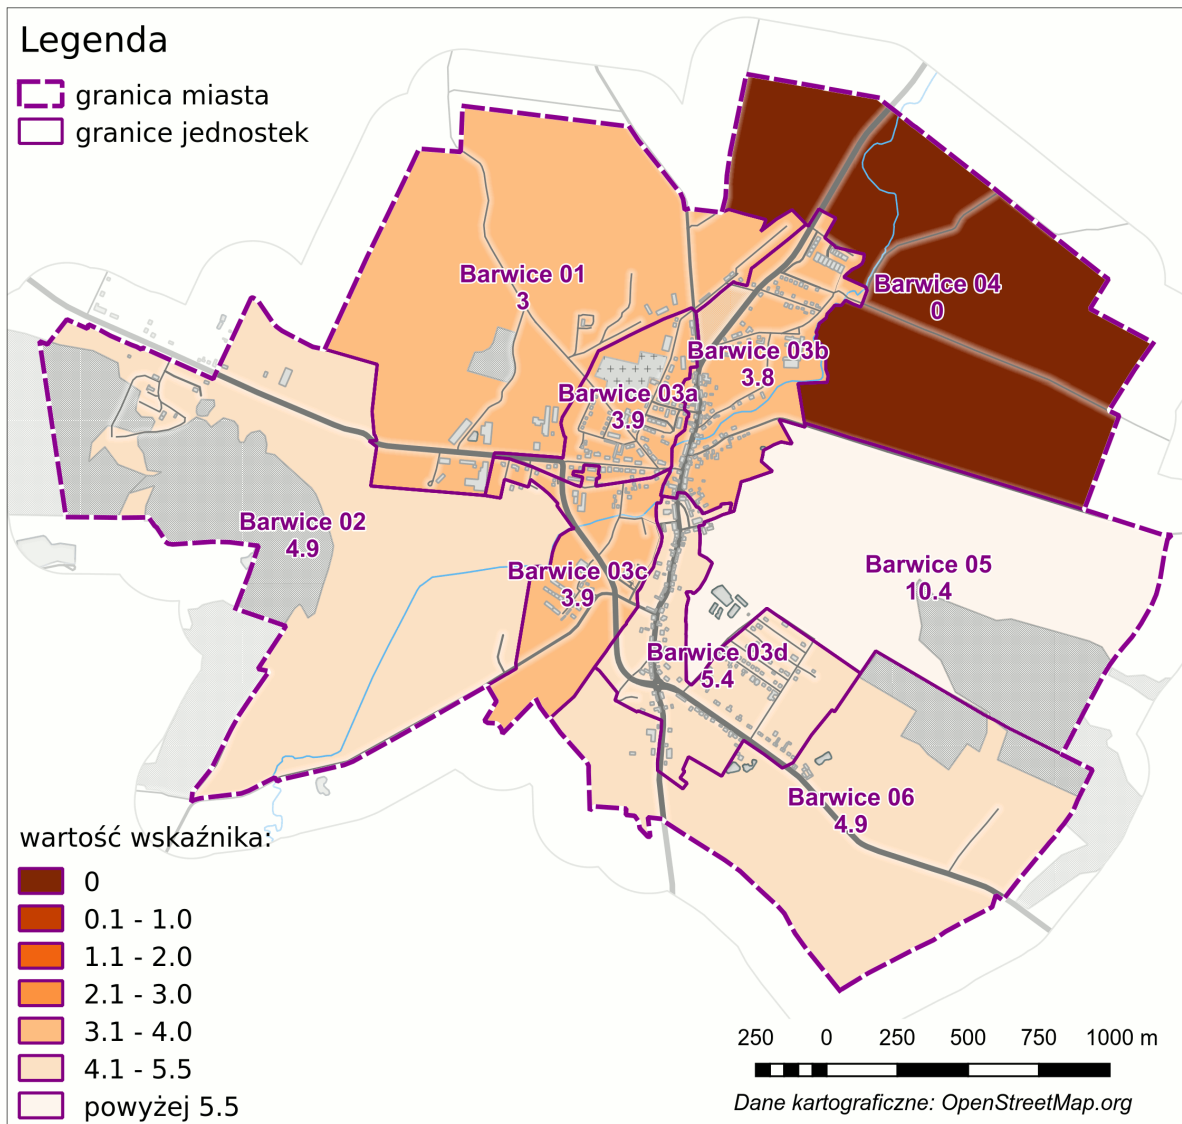 Legenda
granica miasta
granice jednostek
Barwice 01
3
Barwice 04
0
Barwice 03b
3.8
Barwice 03a
3.9
Barwice 02
4.9
Barwice 05
10.4
Barwice 03c
3.9
Barwice 03d
5.4
Barwice 06
4.9
wartość wskaźnika:
0
0.1 - 1.0
1.1 - 2.0
2.1 - 3.0
3.1 - 4.0
4.1 - 5.5
powyżej 5.5
250 0 250 500 750 1000 m
Dane kartograficzne: OpenStreetMap.org